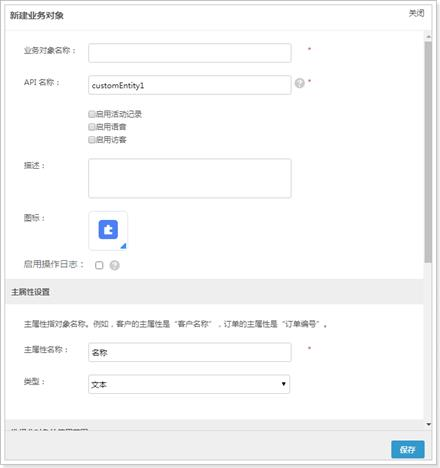 新建业务对象
关闭
业务对象名称：
*
API 名称：
customEntity1
? *
启用活动记录
启用语音
启用访客
描述：
图标：
启用操作日志：
?
主属性设置
主属性指对象名称。例如，客户的主属性是“客户名称”，订单的主属性是“订单编号”。
主属性名称：
名称
*
类型：
文本
保存